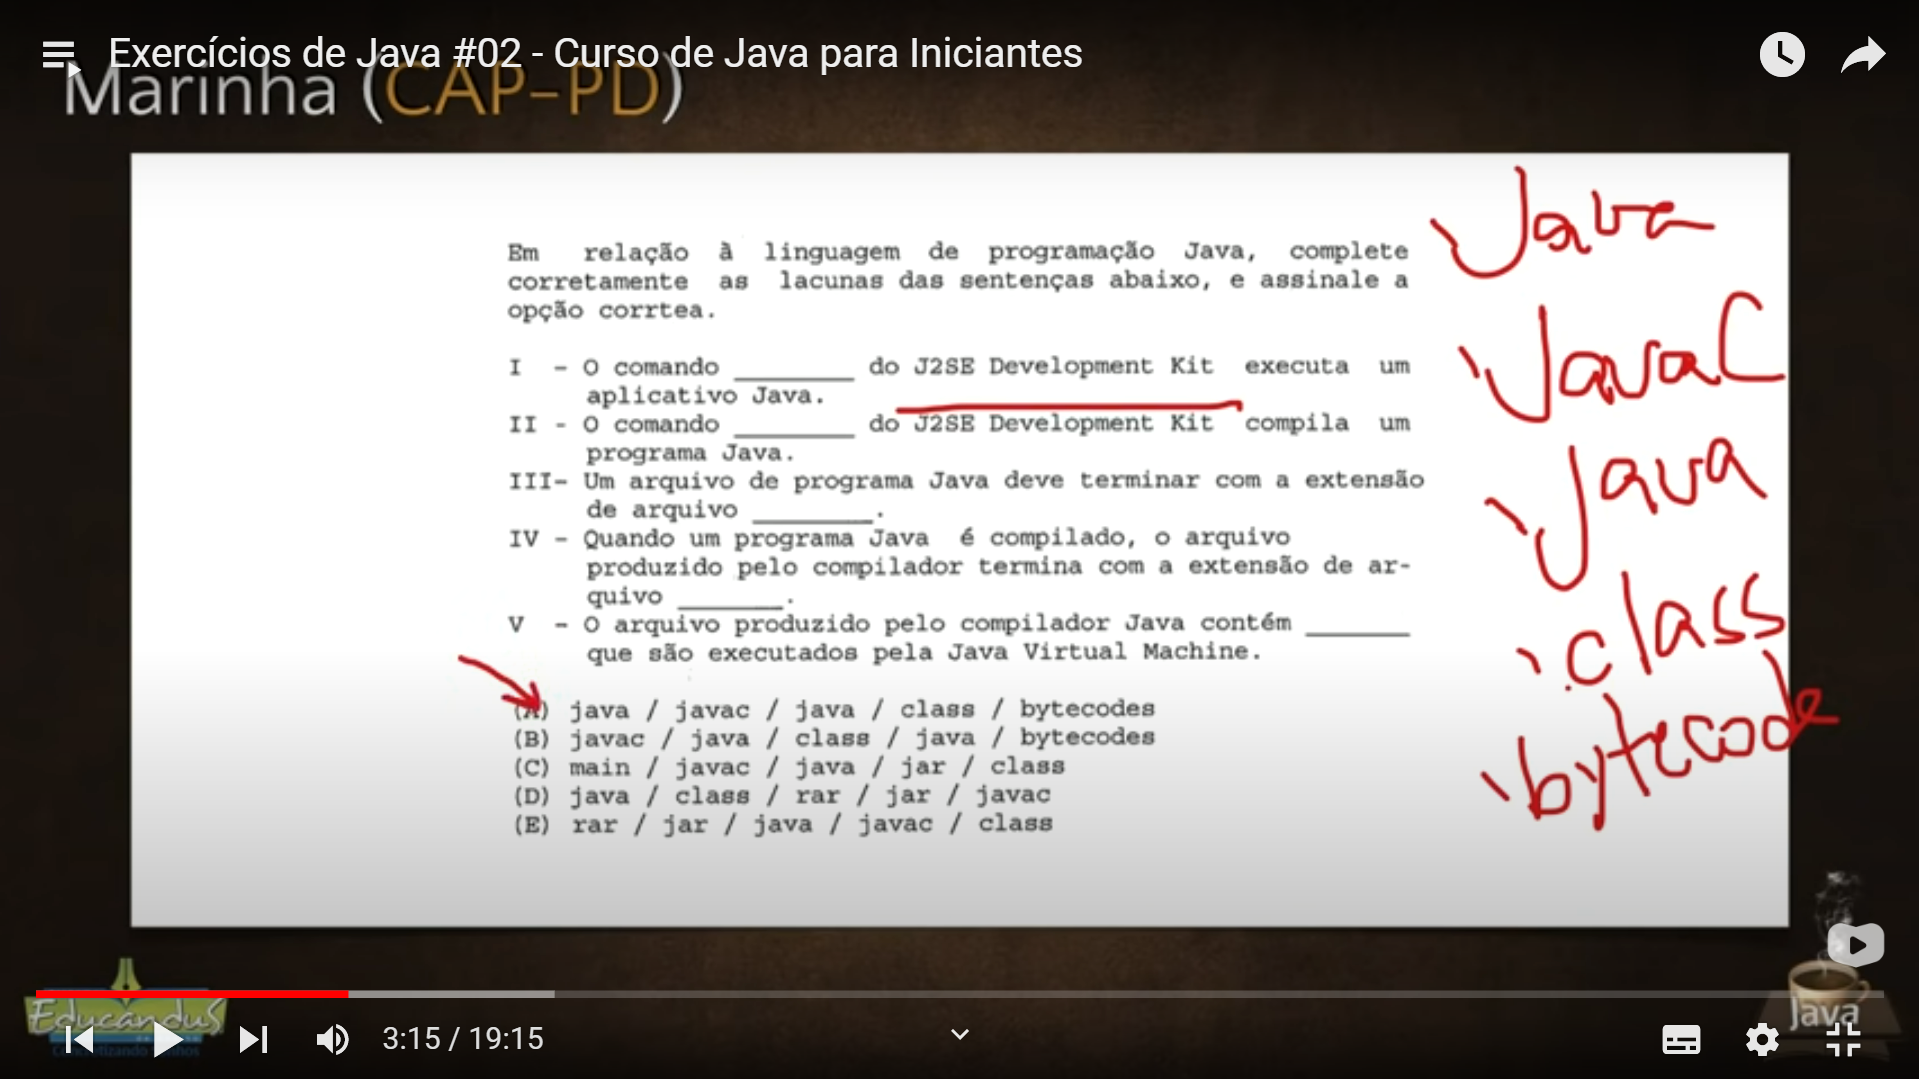 Exercícios de Java #02 - Curso de Java para Iniciantes
Marinha (CAP-PD)
Em relação à linguagem de programação Java, complete
corretamente as lacunas das sentenças abaixo, e assinale a
opção corrtea.
I - O comando ________ do J2SE Development Kit executa um
aplicativo Java.
II - O comando ________ do J2SE Development Kit compila um
programa Java.
III- Um arquivo de programa Java deve terminar com a extensão
de arquivo ________.
IV - Quando um programa Java é compilado, o arquivo
produzido pelo compilador termina com a extensão de ar-
quivo _______.
V - O arquivo produzido pelo compilador Java contém _______
que são executados pela Java Virtual Machine.
(A) java / javac / java / class / bytecodes
(B) javac / java / class / java / bytecodes
(C) main / javac / java / jar / class
(D) java / class / rar / jar / javac
(E) rar / jar / java / javac / class
Java
JavaC
Java
.class
bytecode
Educandus
Java
3:15 / 19:15